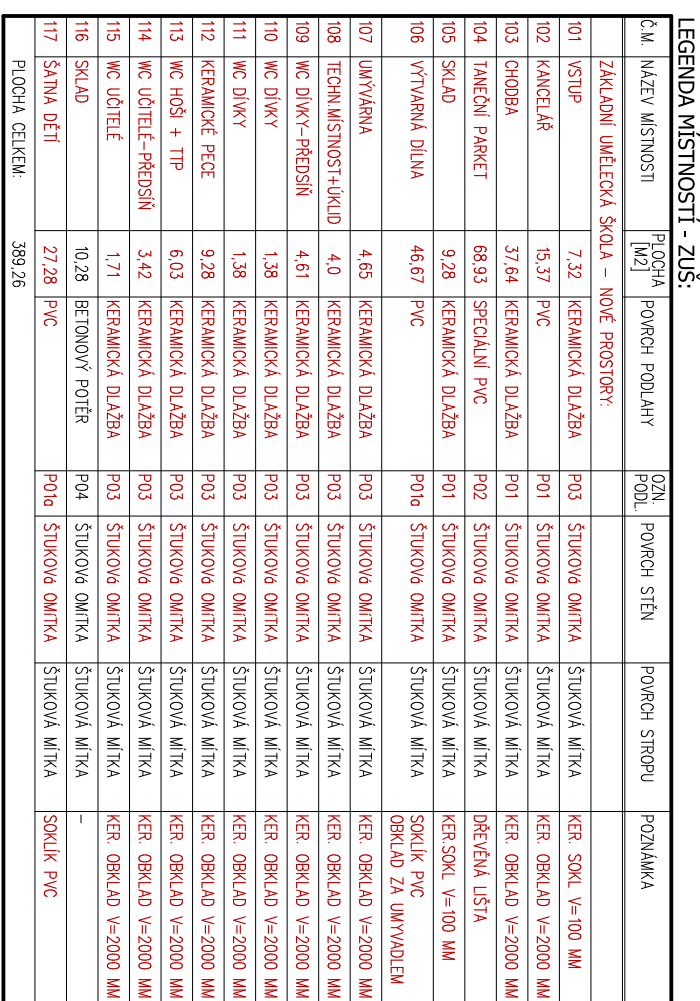 LEGENDA MÍSTNOSTÍ - ZUŠ:
Č.M. NÁZEV MÍSTNOSTI PLOCHA [M2] POVRCH PODLAHY OZN. PODL. POVRCH STĚN POVRCH STROPU POZNÁMKA
ZÁKLADNÍ UMĚLECKÁ ŠKOLA – NOVÉ PROSTORY:
101 VSTUP 7,32 KERAMICKÁ DLAŽBA P03 ŠTUKOVá OMíTKA ŠTUKOVÁ MÍTKA KER. SOKL V=100 MM
102 KANCELÁŘ 15,37 PVC P01 ŠTUKOVá OMíTKA ŠTUKOVÁ MÍTKA KER. OBKLAD V=2000 MM
103 CHODBA 37,64 KERAMICKÁ DLAŽBA P01 ŠTUKOVá OMíTKA ŠTUKOVÁ MÍTKA KER. OBKLAD V=2000 MM
104 TANEČNÍ PARKET 68,93 SPECIÁLNÍ PVC P02 ŠTUKOVá OMíTKA ŠTUKOVÁ MÍTKA DŘEVĚNÁ LIŠTA
105 SKLAD 9,28 KERAMICKÁ DLAŽBA P01 ŠTUKOVá OMíTKA ŠTUKOVÁ MÍTKA KER.SOKL V=100 MM
106 VÝTVARNÁ DÍLNA 46,67 PVC P01a ŠTUKOVá OMíTKA ŠTUKOVÁ MÍTKA SOKLÍK PVC
OBKLAD ZA UMYVADLEM
107 UMÝVÁRNA 4,65 KERAMICKÁ DLAŽBA P03 ŠTUKOVá OMíTKA ŠTUKOVÁ MÍTKA KER. OBKLAD V=2000 MM
108 TECHN.MÍSTNOST+ÚKLID 4,0 KERAMICKÁ DLAŽBA P03 ŠTUKOVá OMíTKA ŠTUKOVÁ MÍTKA KER. OBKLAD V=2000 MM
109 WC DÍVKY–PŘEDSÍŇ 4,61 KERAMICKÁ DLAŽBA P03 ŠTUKOVá OMíTKA ŠTUKOVÁ MÍTKA KER. OBKLAD V=2000 MM
110 WC DÍVKY 1,38 KERAMICKÁ DLAŽBA P03 ŠTUKOVá OMíTKA ŠTUKOVÁ MÍTKA KER. OBKLAD V=2000 MM
111 WC DÍVKY 1,38 KERAMICKÁ DLAŽBA P03 ŠTUKOVá OMíTKA ŠTUKOVÁ MÍTKA KER. OBKLAD V=2000 MM
112 KERAMICKÉ PECE 9,28 KERAMICKÁ DLAŽBA P03 ŠTUKOVá OMíTKA ŠTUKOVÁ MÍTKA KER. OBKLAD V=2000 MM
113 WC HOŠI + TTP 6,03 KERAMICKÁ DLAŽBA P03 ŠTUKOVá OMíTKA ŠTUKOVÁ MÍTKA KER. OBKLAD V=2000 MM
114 WC UČITELÉ–PŘEDSÍŇ 3,42 KERAMICKÁ DLAŽBA P03 ŠTUKOVá OMíTKA ŠTUKOVÁ MÍTKA KER. OBKLAD V=2000 MM
115 WC UČITELÉ 1,71 KERAMICKÁ DLAŽBA P03 ŠTUKOVá OMíTKA ŠTUKOVÁ MÍTKA KER. OBKLAD V=2000 MM
116 SKLAD 10,28 BETONOVÝ POTĚR P04 ŠTUKOVá OMíTKA ŠTUKOVÁ MÍTKA –
117 ŠATNA DĚTÍ 27,28 PVC P01a ŠTUKOVá OMíTKA ŠTUKOVÁ MÍTKA SOKLÍK PVC
PLOCHA CELKEM: 389,26